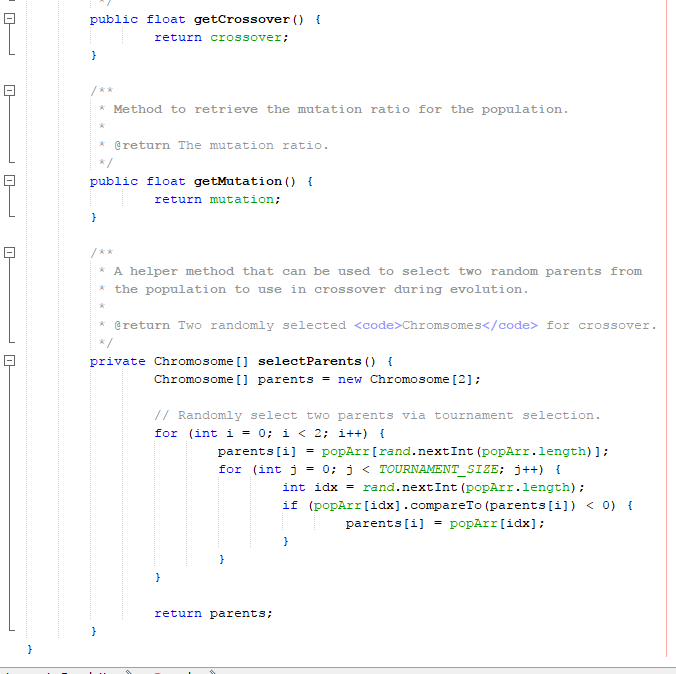 */
public float getCrossover() {
return crossover;
}
/**
* Method to retrieve the mutation ratio for the population.
*
* @return The mutation ratio.
*/
public float getMutation() {
return mutation;
}
/**
* A helper method that can be used to select two random parents from
* the population to use in crossover during evolution.
*
* @return Two randomly selected <code>Chromsomes</code> for crossover.
*/
private Chromosome[] selectParents() {
Chromosome[] parents = new Chromosome[2];
// Randomly select two parents via tournament selection.
for (int i = 0; i < 2; i++) {
parents[i] = popArr[rand.nextInt(popArr.length)];
for (int j = 0; j < TOURNAMENT_SIZE; j++) {
int idx = rand.nextInt(popArr.length);
if (popArr[idx].compareTo(parents[i]) < 0) {
parents[i] = popArr[idx];
}
}
}
return parents;
}
}